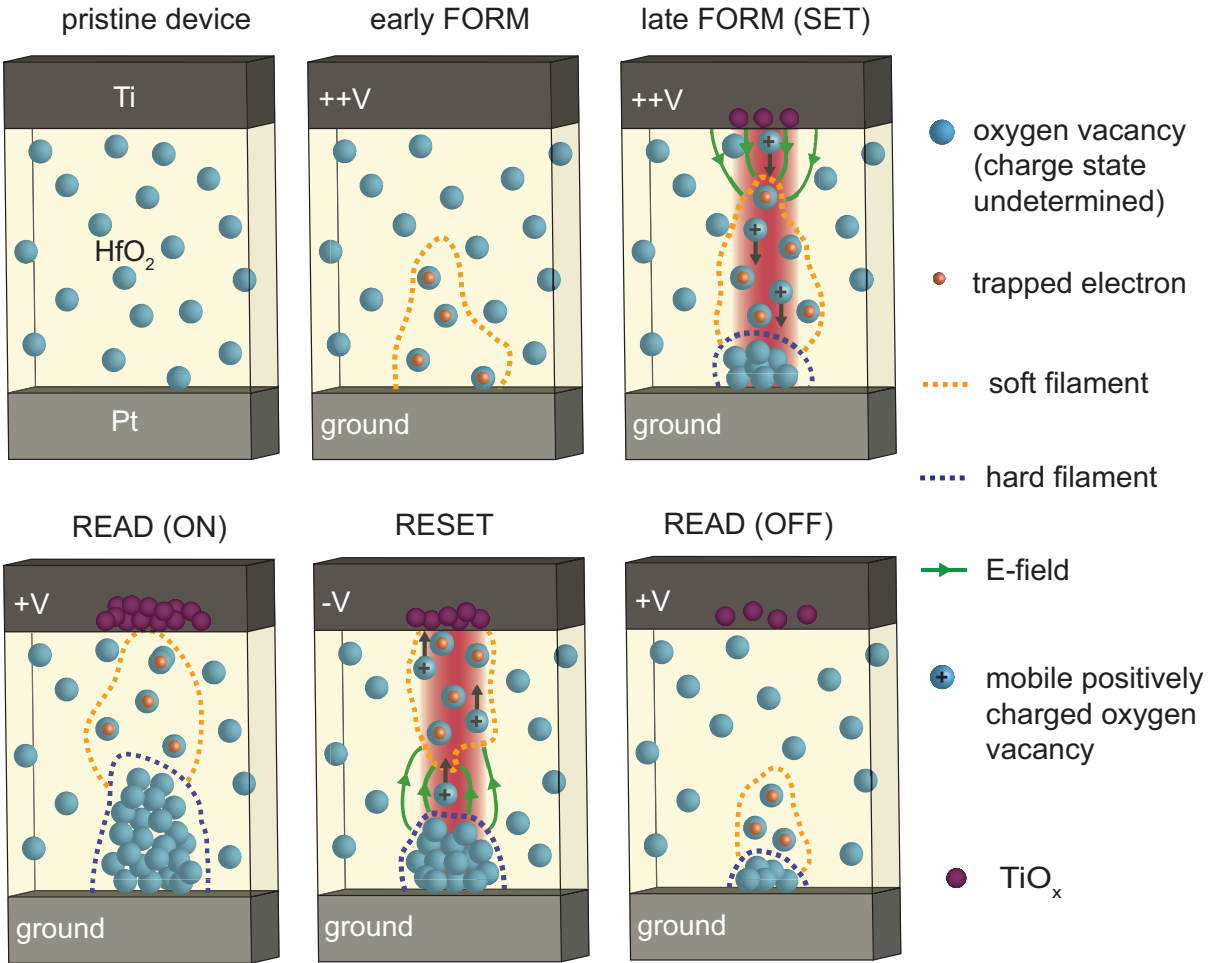 pristine device
early FORM
late FORM (SET)
Ti
++V
++V
HfO₂
Pt
ground
ground
oxygen vacancy
(charge state
undetermined)
trapped electron
soft filament
hard filament
E-field
mobile positively
charged oxygen
vacancy
TiOₓ
READ (ON)
RESET
READ (OFF)
+V
-V
+V
ground
ground
ground